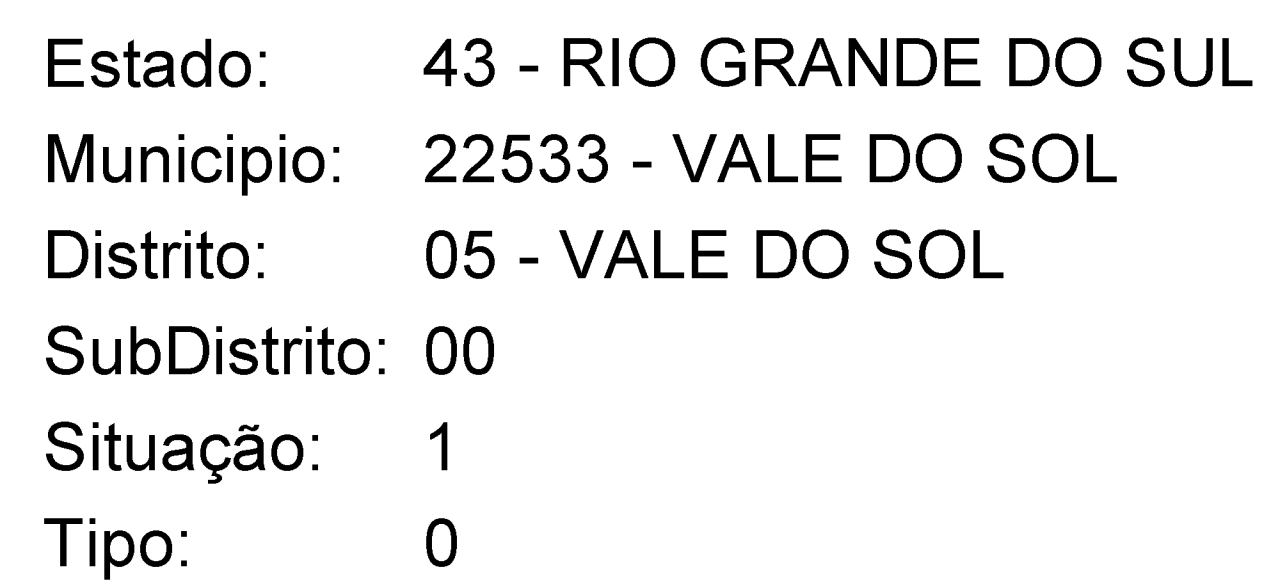 Estado: 43 - RIO GRANDE DO SUL
Municipio: 22533 - VALE DO SOL
Distrito: 05 - VALE DO SOL
SubDistrito: 00
Situação: 1
Tipo: 0